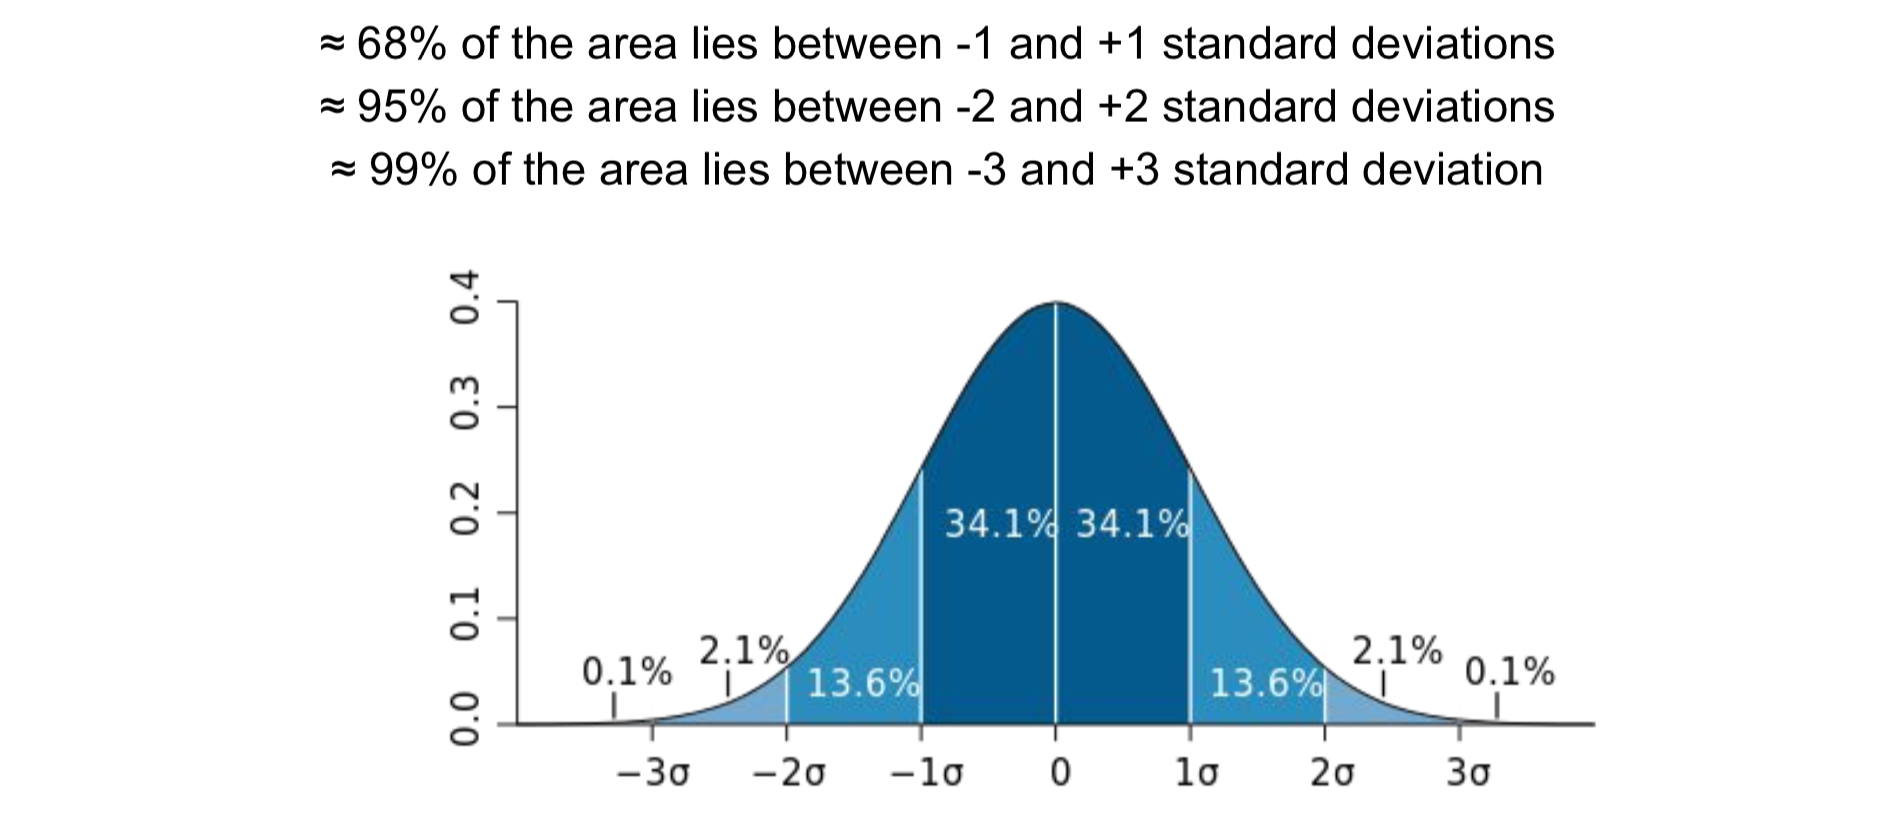 ≈ 68% of the area lies between -1 and +1 standard deviations
≈ 95% of the area lies between -2 and +2 standard deviations
≈ 99% of the area lies between -3 and +3 standard deviation
0.4
0.3
0.2
0.1
0.0
34.1% 34.1%
0.1% 2.1% 13.6% 13.6% 2.1% 0.1%
−3σ −2σ −1σ 0 1σ 2σ 3σ